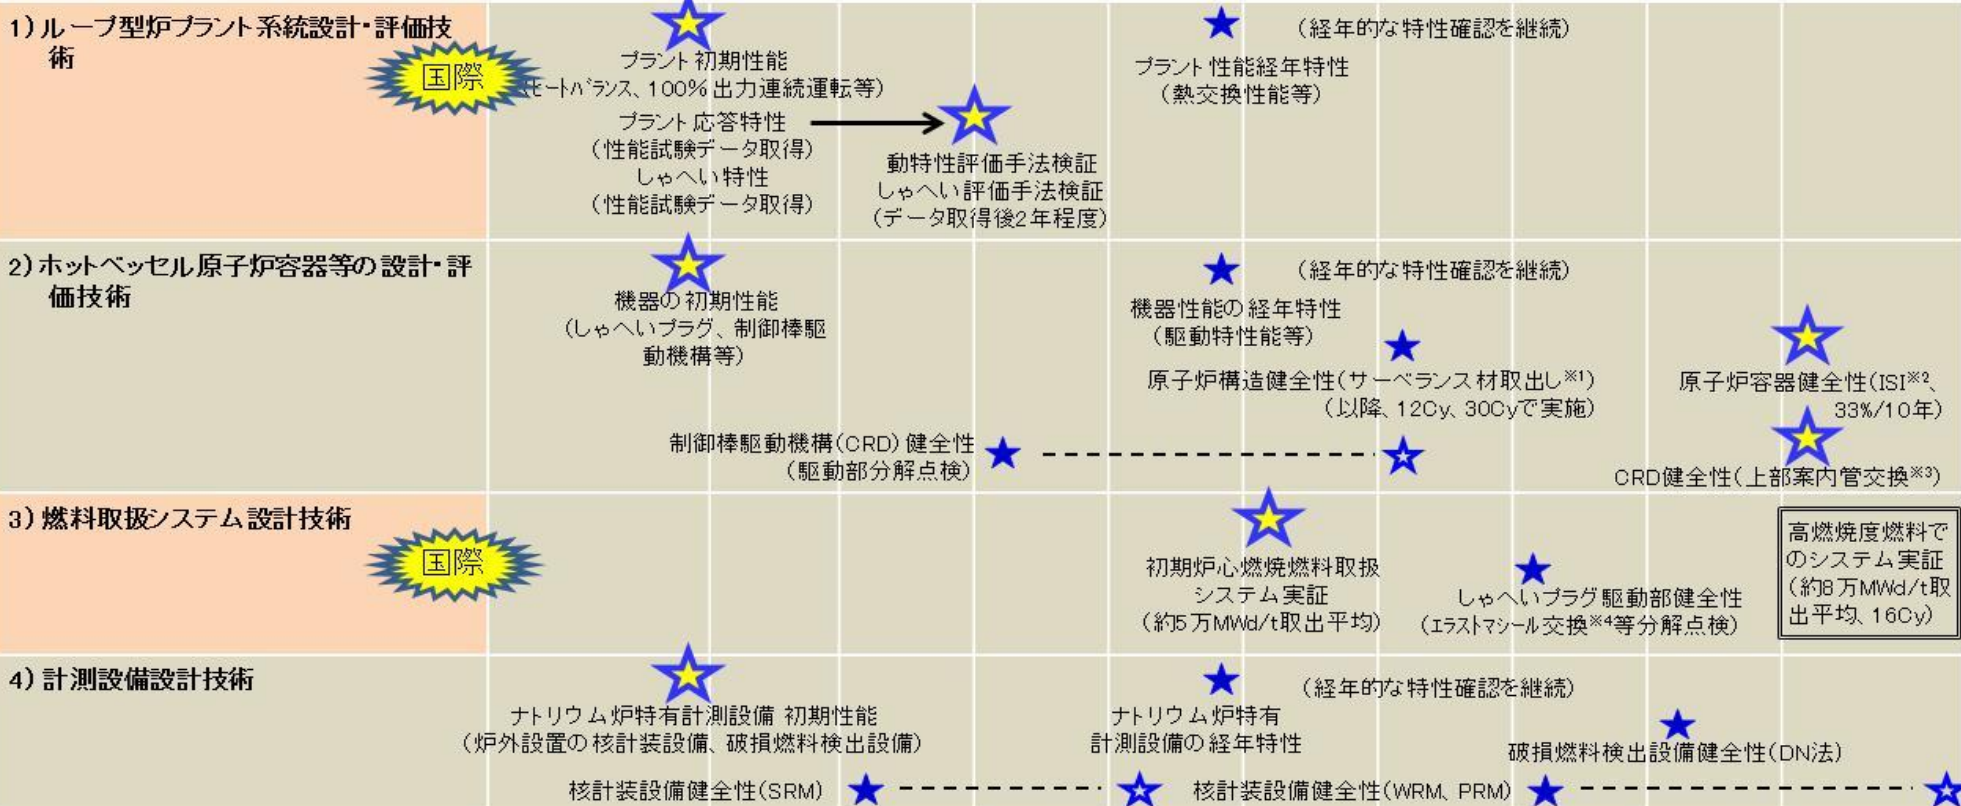 1)ループ型炉プラント系統設計・評価技
術
国際
プラント初期性能
(ヒートバランス、100%出力連続運転等)
プラント応答特性
(性能試験データ取得)
しゃへい特性
(性能試験データ取得)
動特性評価手法検証
しゃへい評価手法検証
(データ取得後2年程度)
プラント性能経年特性
(熱交換性能等)
(経年的な特性確認を継続)
2)ホットベッセル原子炉容器等の設計・評
価技術
機器の初期性能
(しゃへいプラグ、制御棒駆
動機構等)
機器性能の経年特性
(駆動特性能等)
(経年的な特性確認を継続)
原子炉構造健全性(サーベランス材取出し※1)
(以降、12Cy、30Cyで実施)
原子炉容器健全性(ISI※2、
33%/10年)
制御棒駆動機構(CRD)健全性
(駆動部分解点検)
CRD健全性(上部案内管交換※3)
3)燃料取扱システム設計技術
国際
初期炉心燃焼燃料取扱
システム実証
(約5万MWd/t取出平均)
しゃへいプラグ駆動部健全性
(エラストマシール交換※4等分解点検)
高燃焼度燃料で
のシステム実証
(約8万MWd/t取
出平均、16Cy)
4)計測設備設計技術
ナトリウム炉特有計測設備 初期性能
(炉外設置の核計装設備、破損燃料検出設備)
ナトリウム炉特有
計測設備の経年特性
(経年的な特性確認を継続)
破損燃料検出設備健全性(DN法)
核計装設備健全性(SRM)
核計装設備健全性(WRM、PRM)